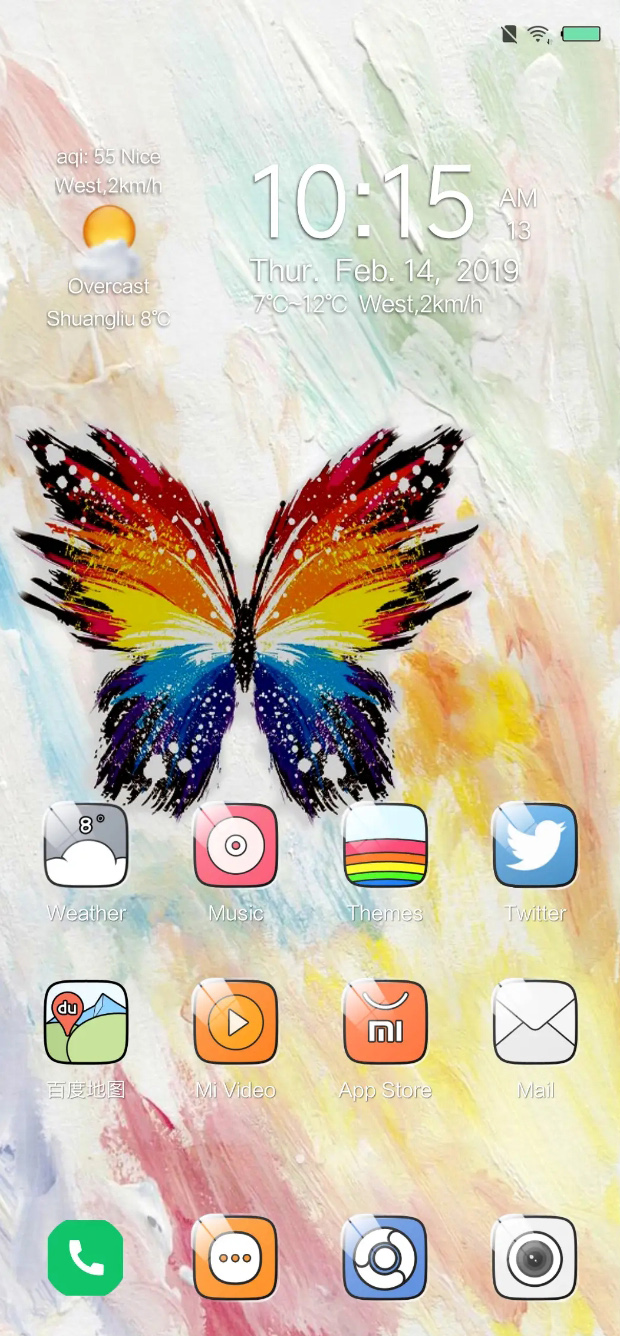 aqi: 55 Nice
West,2km/h
Overcast
Shuangliu 8℃
10:15 AM
13
Thur. Feb. 14, 2019
7℃~12℃ West,2km/h
8°
Weather
Music
Themes
Twitter
du
百度地图
Mi Video
mi
App Store
Mail